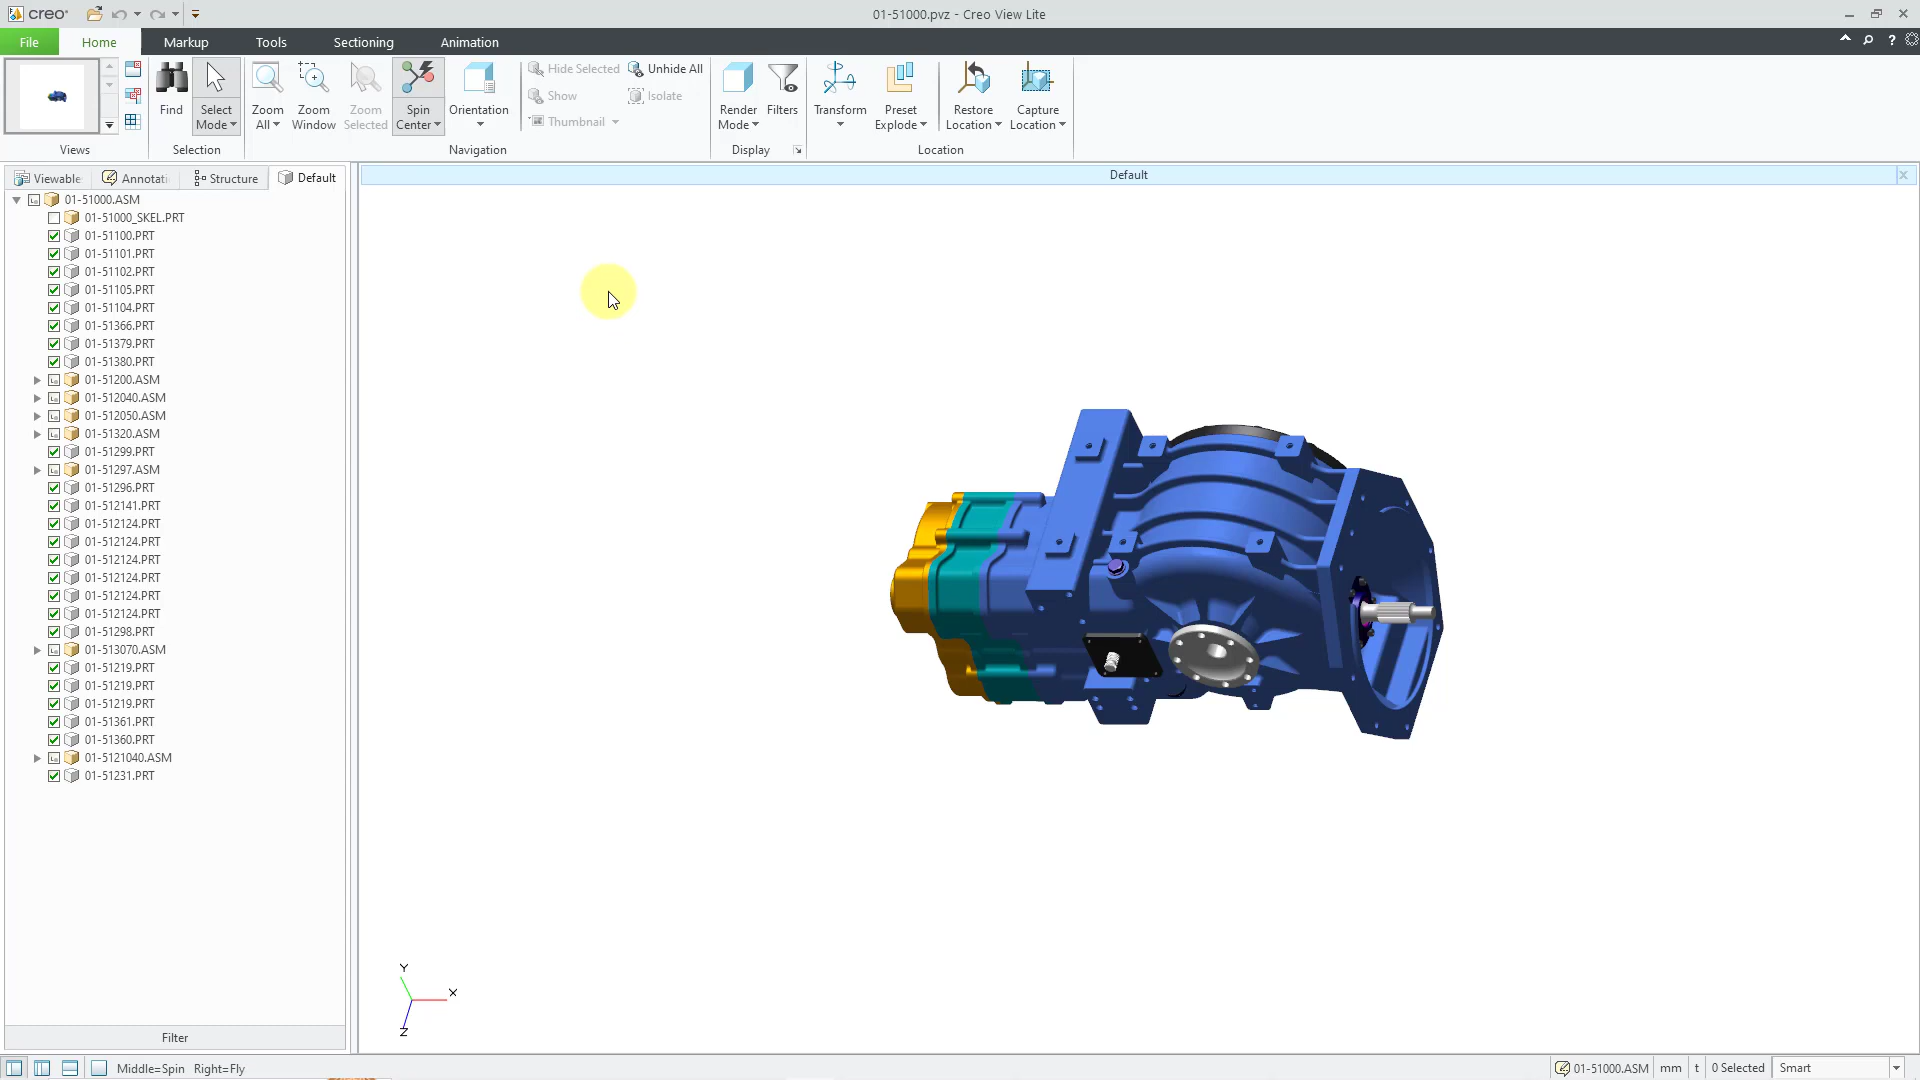 creo
01-51000.pvz - Creo View Lite
File
Home
Markup
Tools
Sectioning
Animation
Find
Select Mode
Zoom All
Zoom Window
Zoom Selected
Spin Center
Orientation
Hide Selected
Show
Thumbnail
Unhide All
Isolate
Render Mode
Filters
Transform
Preset Explode
Restore Location
Capture Location
Views
Selection
Navigation
Display
Location
Viewable
Annotati
Structure
Default
Default
01-51000.ASM
01-51000_SKEL.PRT
01-51100.PRT
01-51101.PRT
01-51102.PRT
01-51105.PRT
01-51104.PRT
01-51366.PRT
01-51379.PRT
01-51380.PRT
01-51200.ASM
01-512040.ASM
01-512050.ASM
01-51320.ASM
01-51299.PRT
01-51297.ASM
01-51296.PRT
01-512141.PRT
01-512124.PRT
01-512124.PRT
01-512124.PRT
01-512124.PRT
01-512124.PRT
01-512124.PRT
01-51298.PRT
01-513070.ASM
01-51219.PRT
01-51219.PRT
01-51219.PRT
01-51361.PRT
01-51360.PRT
01-5121040.ASM
01-51231.PRT
Y
X
Z
Filter
Middle=Spin Right=Fly
01-51000.ASM
mm
t
0 Selected
Smart